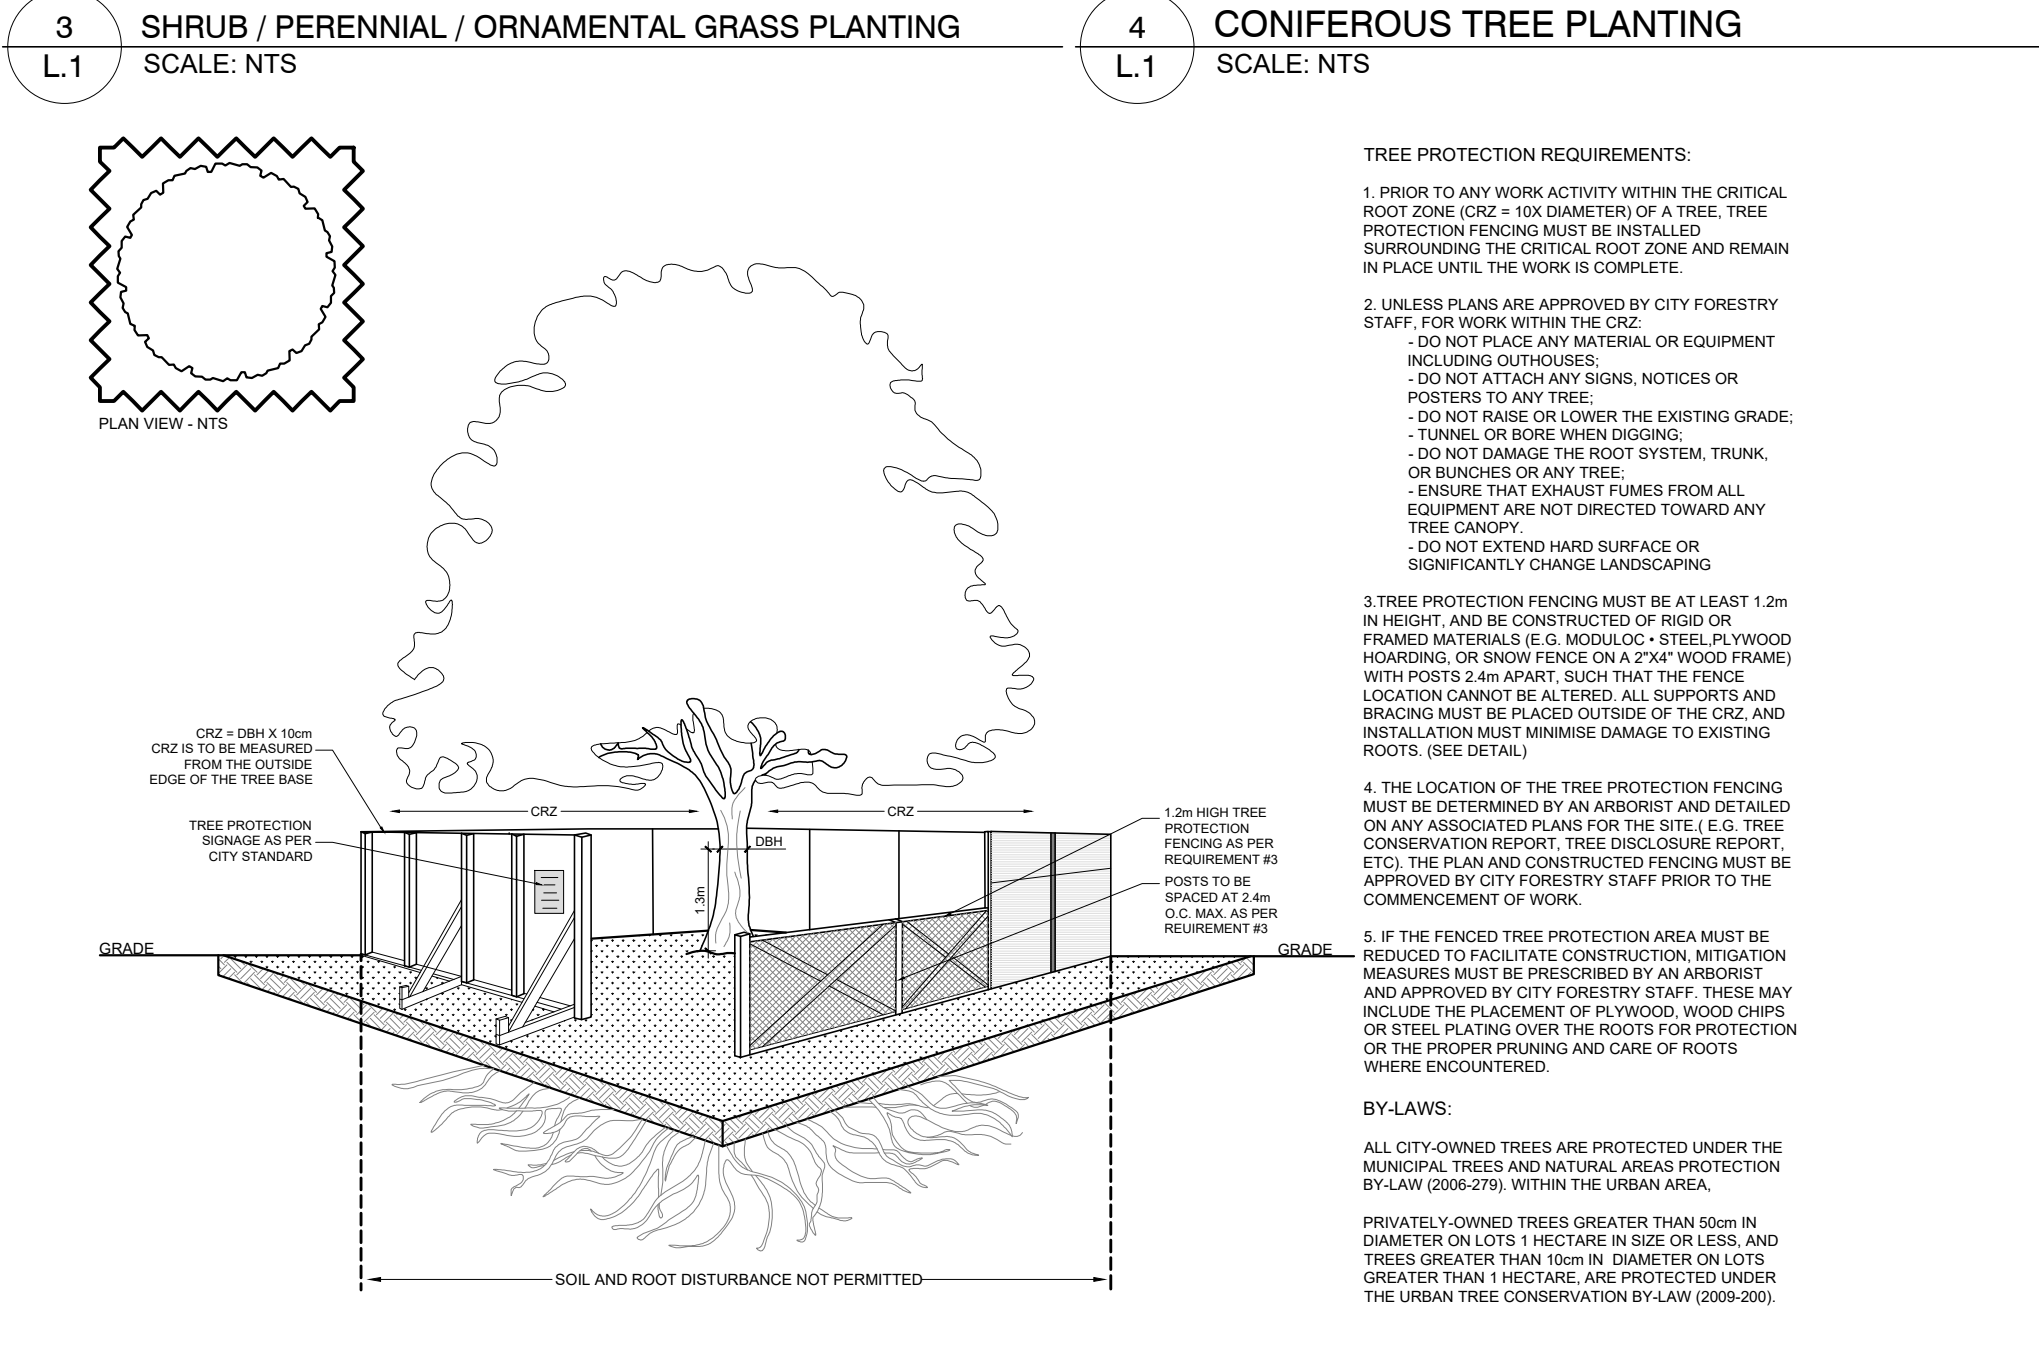 3
L.1
SHRUB / PERENNIAL / ORNAMENTAL GRASS PLANTING
SCALE: NTS
4
L.1
CONIFEROUS TREE PLANTING
SCALE: NTS
PLAN VIEW - NTS
CRZ = DBH X 10cm
CRZ IS TO BE MEASURED
FROM THE OUTSIDE
EDGE OF THE TREE BASE
TREE PROTECTION
SIGNAGE AS PER
CITY STANDARD
CRZ
CRZ
DBH
1.3m
1.2m HIGH TREE
PROTECTION
FENCING AS PER
REQUIREMENT #3
POSTS TO BE
SPACED AT 2.4m
O.C. MAX. AS PER
REUIREMENT #3
GRADE
GRADE
SOIL AND ROOT DISTURBANCE NOT PERMITTED
TREE PROTECTION REQUIREMENTS:
1. PRIOR TO ANY WORK ACTIVITY WITHIN THE CRITICAL
ROOT ZONE (CRZ = 10X DIAMETER) OF A TREE, TREE
PROTECTION FENCING MUST BE INSTALLED
SURROUNDING THE CRITICAL ROOT ZONE AND REMAIN
IN PLACE UNTIL THE WORK IS COMPLETE.
2. UNLESS PLANS ARE APPROVED BY CITY FORESTRY
STAFF, FOR WORK WITHIN THE CRZ:
- DO NOT PLACE ANY MATERIAL OR EQUIPMENT
INCLUDING OUTHOUSES;
- DO NOT ATTACH ANY SIGNS, NOTICES OR
POSTERS TO ANY TREE;
- DO NOT RAISE OR LOWER THE EXISTING GRADE;
- TUNNEL OR BORE WHEN DIGGING;
- DO NOT DAMAGE THE ROOT SYSTEM, TRUNK,
OR BUNCHES OR ANY TREE;
- ENSURE THAT EXHAUST FUMES FROM ALL
EQUIPMENT ARE NOT DIRECTED TOWARD ANY
TREE CANOPY.
- DO NOT EXTEND HARD SURFACE OR
SIGNIFICANTLY CHANGE LANDSCAPING
3.TREE PROTECTION FENCING MUST BE AT LEAST 1.2m
IN HEIGHT, AND BE CONSTRUCTED OF RIGID OR
FRAMED MATERIALS (E.G. MODULOC • STEEL,PLYWOOD
HOARDING, OR SNOW FENCE ON A 2"X4" WOOD FRAME)
WITH POSTS 2.4m APART, SUCH THAT THE FENCE
LOCATION CANNOT BE ALTERED. ALL SUPPORTS AND
BRACING MUST BE PLACED OUTSIDE OF THE CRZ, AND
INSTALLATION MUST MINIMISE DAMAGE TO EXISTING
ROOTS. (SEE DETAIL)
4. THE LOCATION OF THE TREE PROTECTION FENCING
MUST BE DETERMINED BY AN ARBORIST AND DETAILED
ON ANY ASSOCIATED PLANS FOR THE SITE.( E.G. TREE
CONSERVATION REPORT, TREE DISCLOSURE REPORT,
ETC). THE PLAN AND CONSTRUCTED FENCING MUST BE
APPROVED BY CITY FORESTRY STAFF PRIOR TO THE
COMMENCEMENT OF WORK.
5. IF THE FENCED TREE PROTECTION AREA MUST BE
REDUCED TO FACILITATE CONSTRUCTION, MITIGATION
MEASURES MUST BE PRESCRIBED BY AN ARBORIST
AND APPROVED BY CITY FORESTRY STAFF. THESE MAY
INCLUDE THE PLACEMENT OF PLYWOOD, WOOD CHIPS
OR STEEL PLATING OVER THE ROOTS FOR PROTECTION
OR THE PROPER PRUNING AND CARE OF ROOTS
WHERE ENCOUNTERED.
BY-LAWS:
ALL CITY-OWNED TREES ARE PROTECTED UNDER THE
MUNICIPAL TREES AND NATURAL AREAS PROTECTION
BY-LAW (2006-279). WITHIN THE URBAN AREA,
PRIVATELY-OWNED TREES GREATER THAN 50cm IN
DIAMETER ON LOTS 1 HECTARE IN SIZE OR LESS, AND
TREES GREATER THAN 10cm IN DIAMETER ON LOTS
GREATER THAN 1 HECTARE, ARE PROTECTED UNDER
THE URBAN TREE CONSERVATION BY-LAW (2009-200).